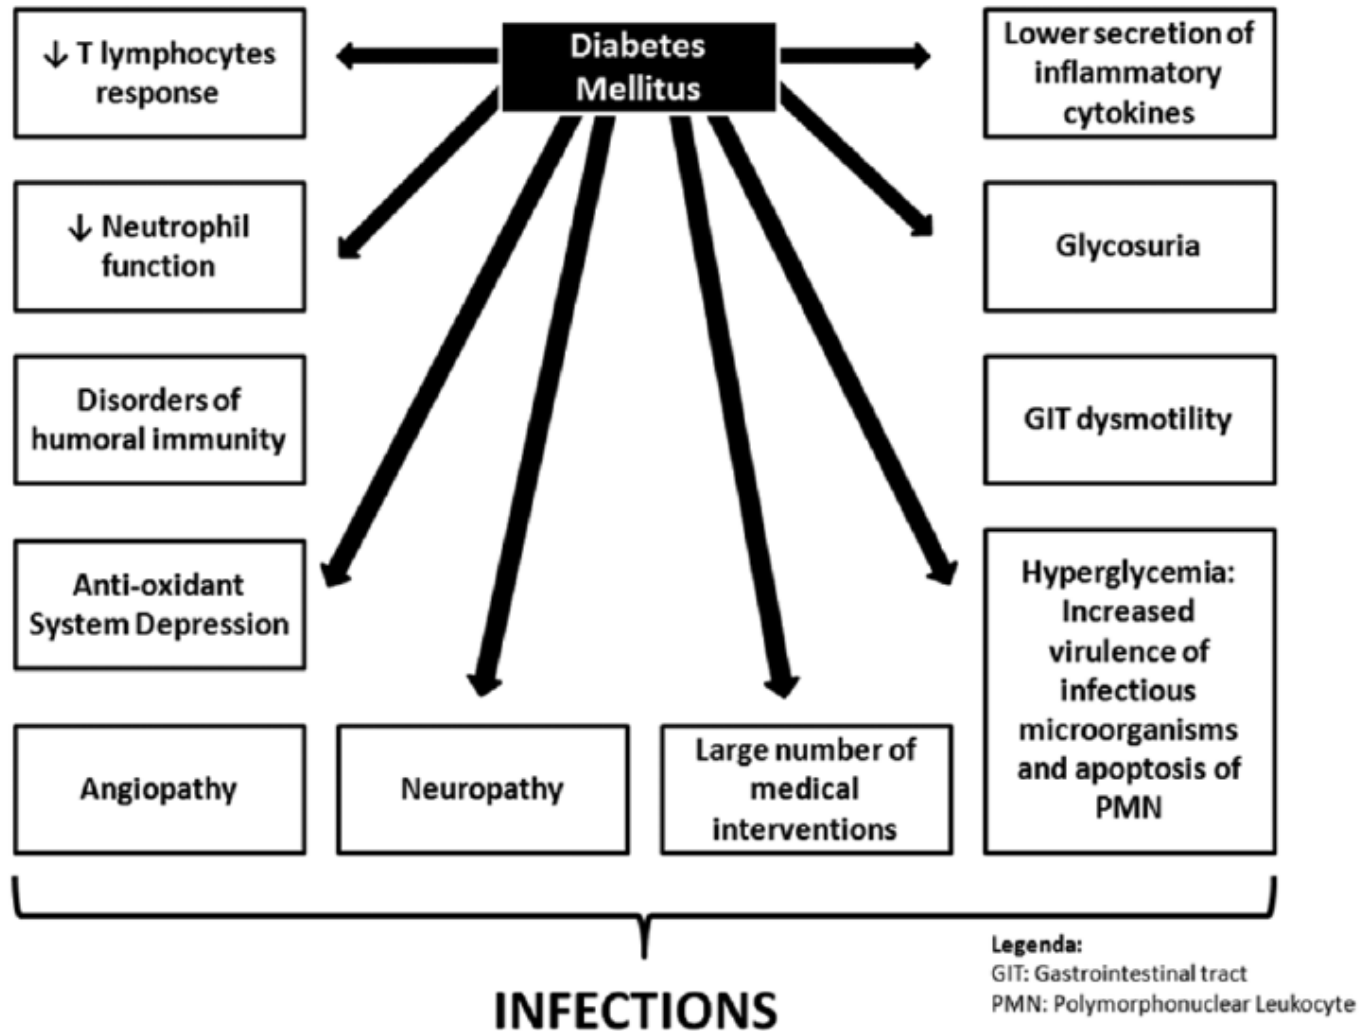 Diabetes
Mellitus
↓ T lymphocytes
response
↓ Neutrophil
function
Disorders of
humoral immunity
Anti-oxidant
System Depression
Angiopathy
Neuropathy
Large number of
medical
interventions
Lower secretion of
inflammatory
cytokines
Glycosuria
GIT dysmotility
Hyperglycemia:
Increased
virulence of
infectious
microorganisms
and apoptosis of
PMN
INFECTIONS
Legenda:
GIT: Gastrointestinal tract
PMN: Polymorphonuclear Leukocyte